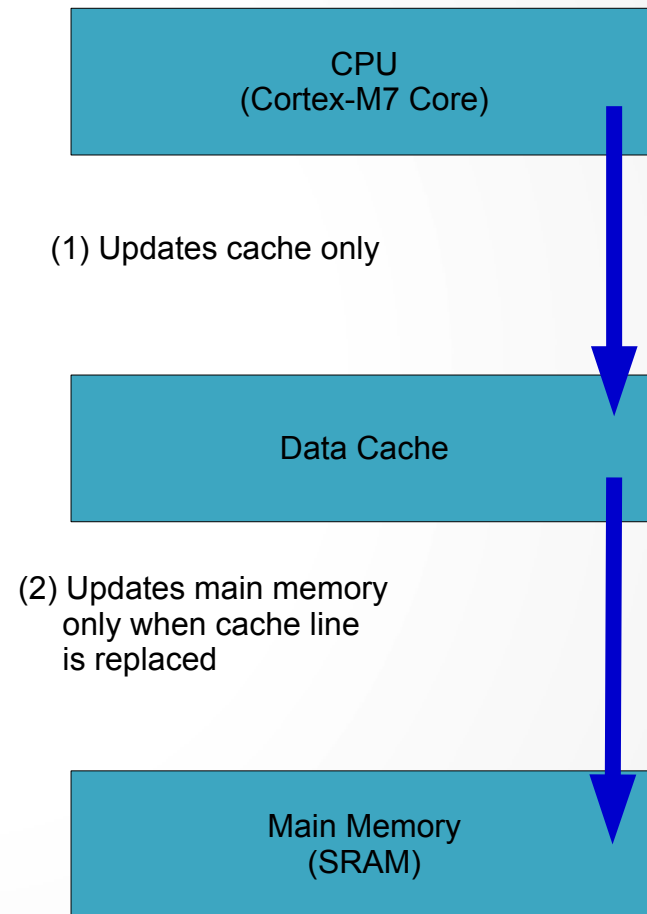 CPU
(Cortex-M7 Core)
(1) Updates cache only
Data Cache
(2) Updates main memory
only when cache line
is replaced
Main Memory
(SRAM)